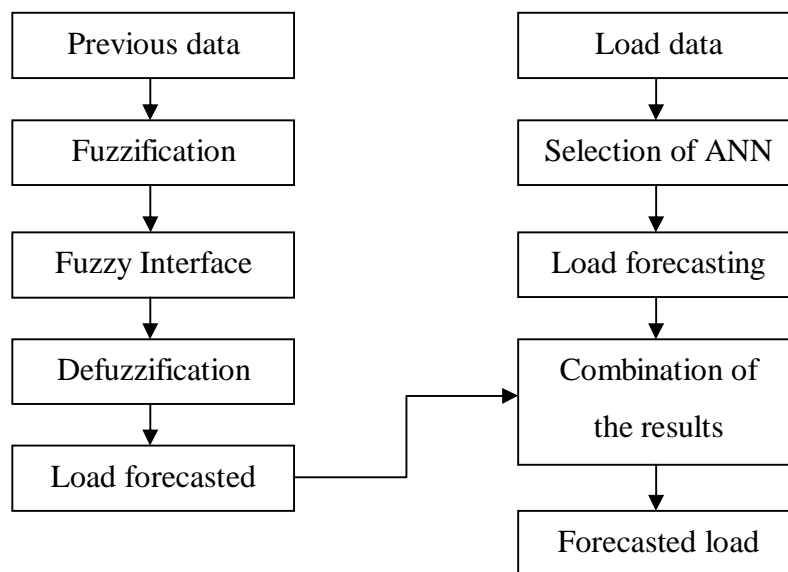 Previous data
Fuzzification
Fuzzy Interface
Defuzzification
Load forecasted
Load data
Selection of ANN
Load forecasting
Combination of
the results
Forecasted load